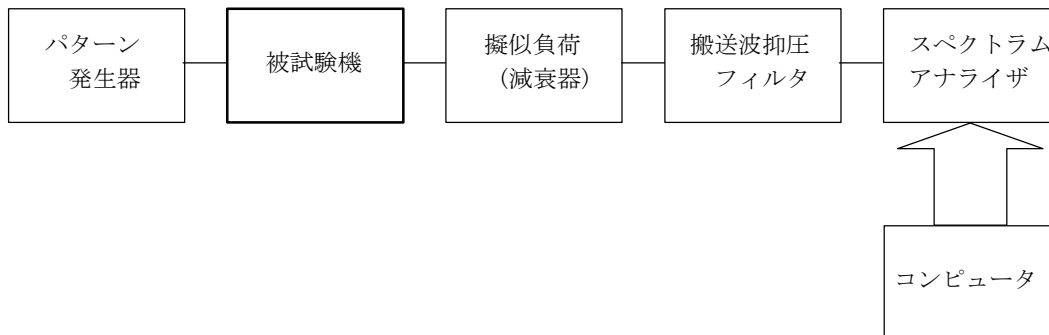 パターン
発生器
被試験機
擬似負荷
(減衰器)
搬送波抑圧
フィルタ
スペクトラム
アナライザ
コンピュータ